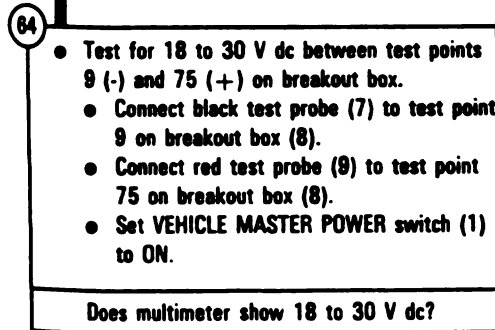 64
● Test for 18 to 30 V dc between test points
9 (-) and 75 (+) on breakout box.
● Connect black test probe (7) to test point
9 on breakout box (8).
● Connect red test probe (9) to test point
75 on breakout box (8).
● Set VEHICLE MASTER POWER switch (1)
to ON.
Does multimeter show 18 to 30 V dc?